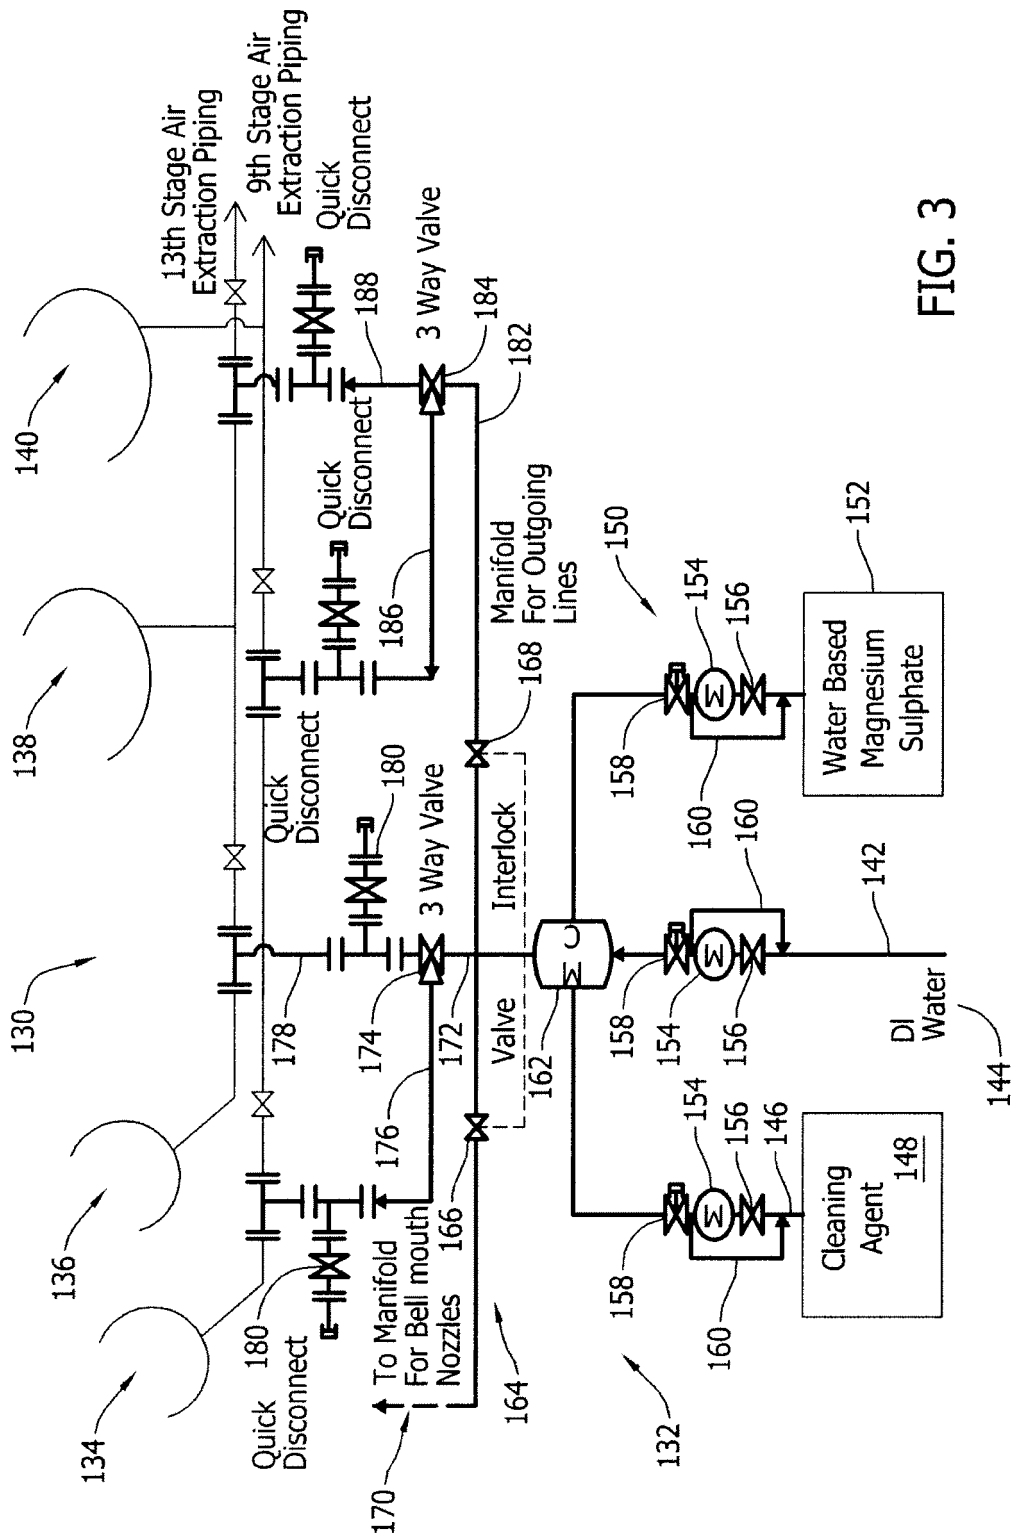 130
134
136
138
140
13th Stage Air
Extraction Piping
9th Stage Air
Extraction Piping
Quick
Disconnect
180
Quick
Disconnect
180
Quick
Disconnect
Quick
Disconnect
178
174
3 Way Valve
176
172
186
188
3 Way Valve
184
182
To Manifold
For Bell mouth
Nozzles
170
166
164
Valve
Interlock
168
Manifold
For Outgoing
Lines
162
M
C
132
158
M
154
156
160
146
Cleaning
Agent
148
158
M
154
156
160
142
DI
Water
144
150
158
M
154
156
160
152
Water Based
Magnesium
Sulphate
FIG. 3